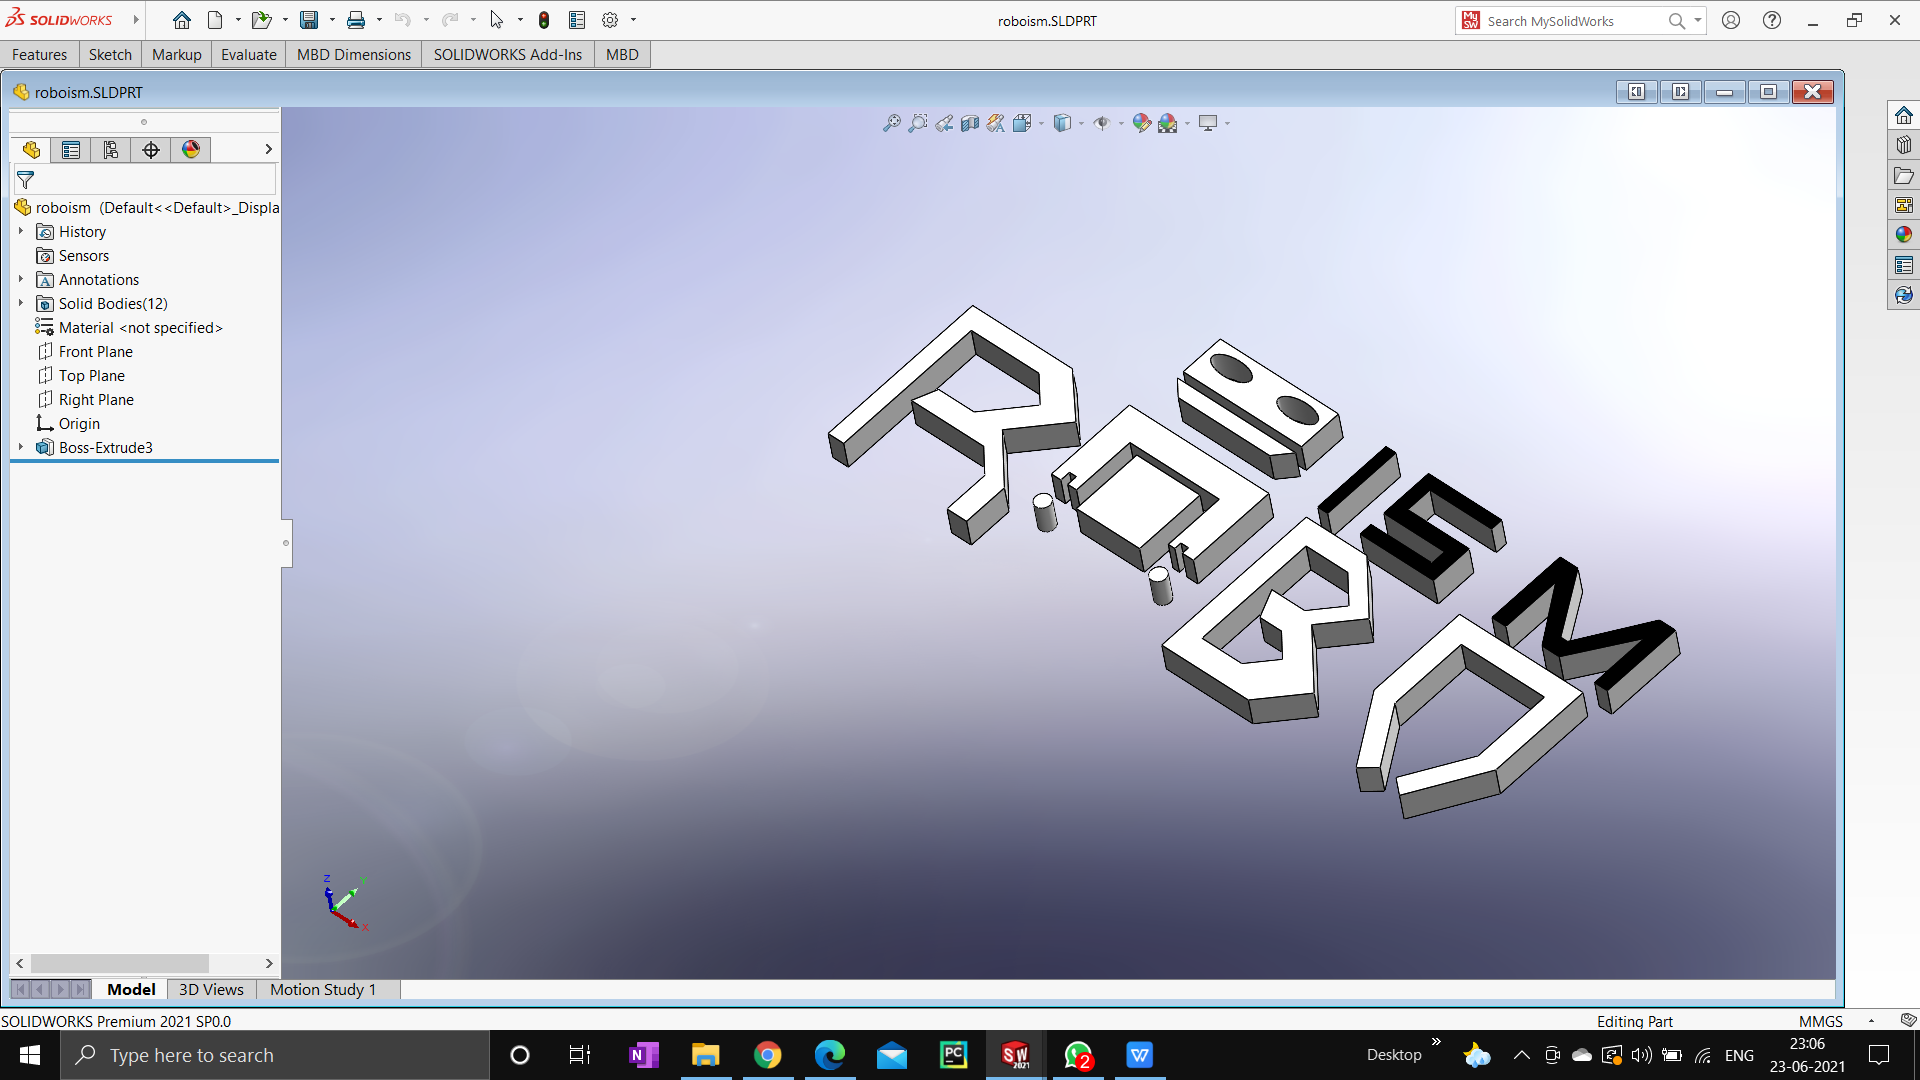 SOLIDWORKS
roboism.SLDPRT
Search MySolidWorks
Features
Sketch
Markup
Evaluate
MBD Dimensions
SOLIDWORKS Add-Ins
MBD
roboism.SLDPRT
roboism (Default<<Default>_Displa
History
Sensors
Annotations
Solid Bodies(12)
Material <not specified>
Front Plane
Top Plane
Right Plane
Origin
Boss-Extrude3
Z
Y
X
Model
3D Views
Motion Study 1
SOLIDWORKS Premium 2021 SP0.0
Editing Part
MMGS
Type here to search
Desktop
ENG
23:06
23-06-2021